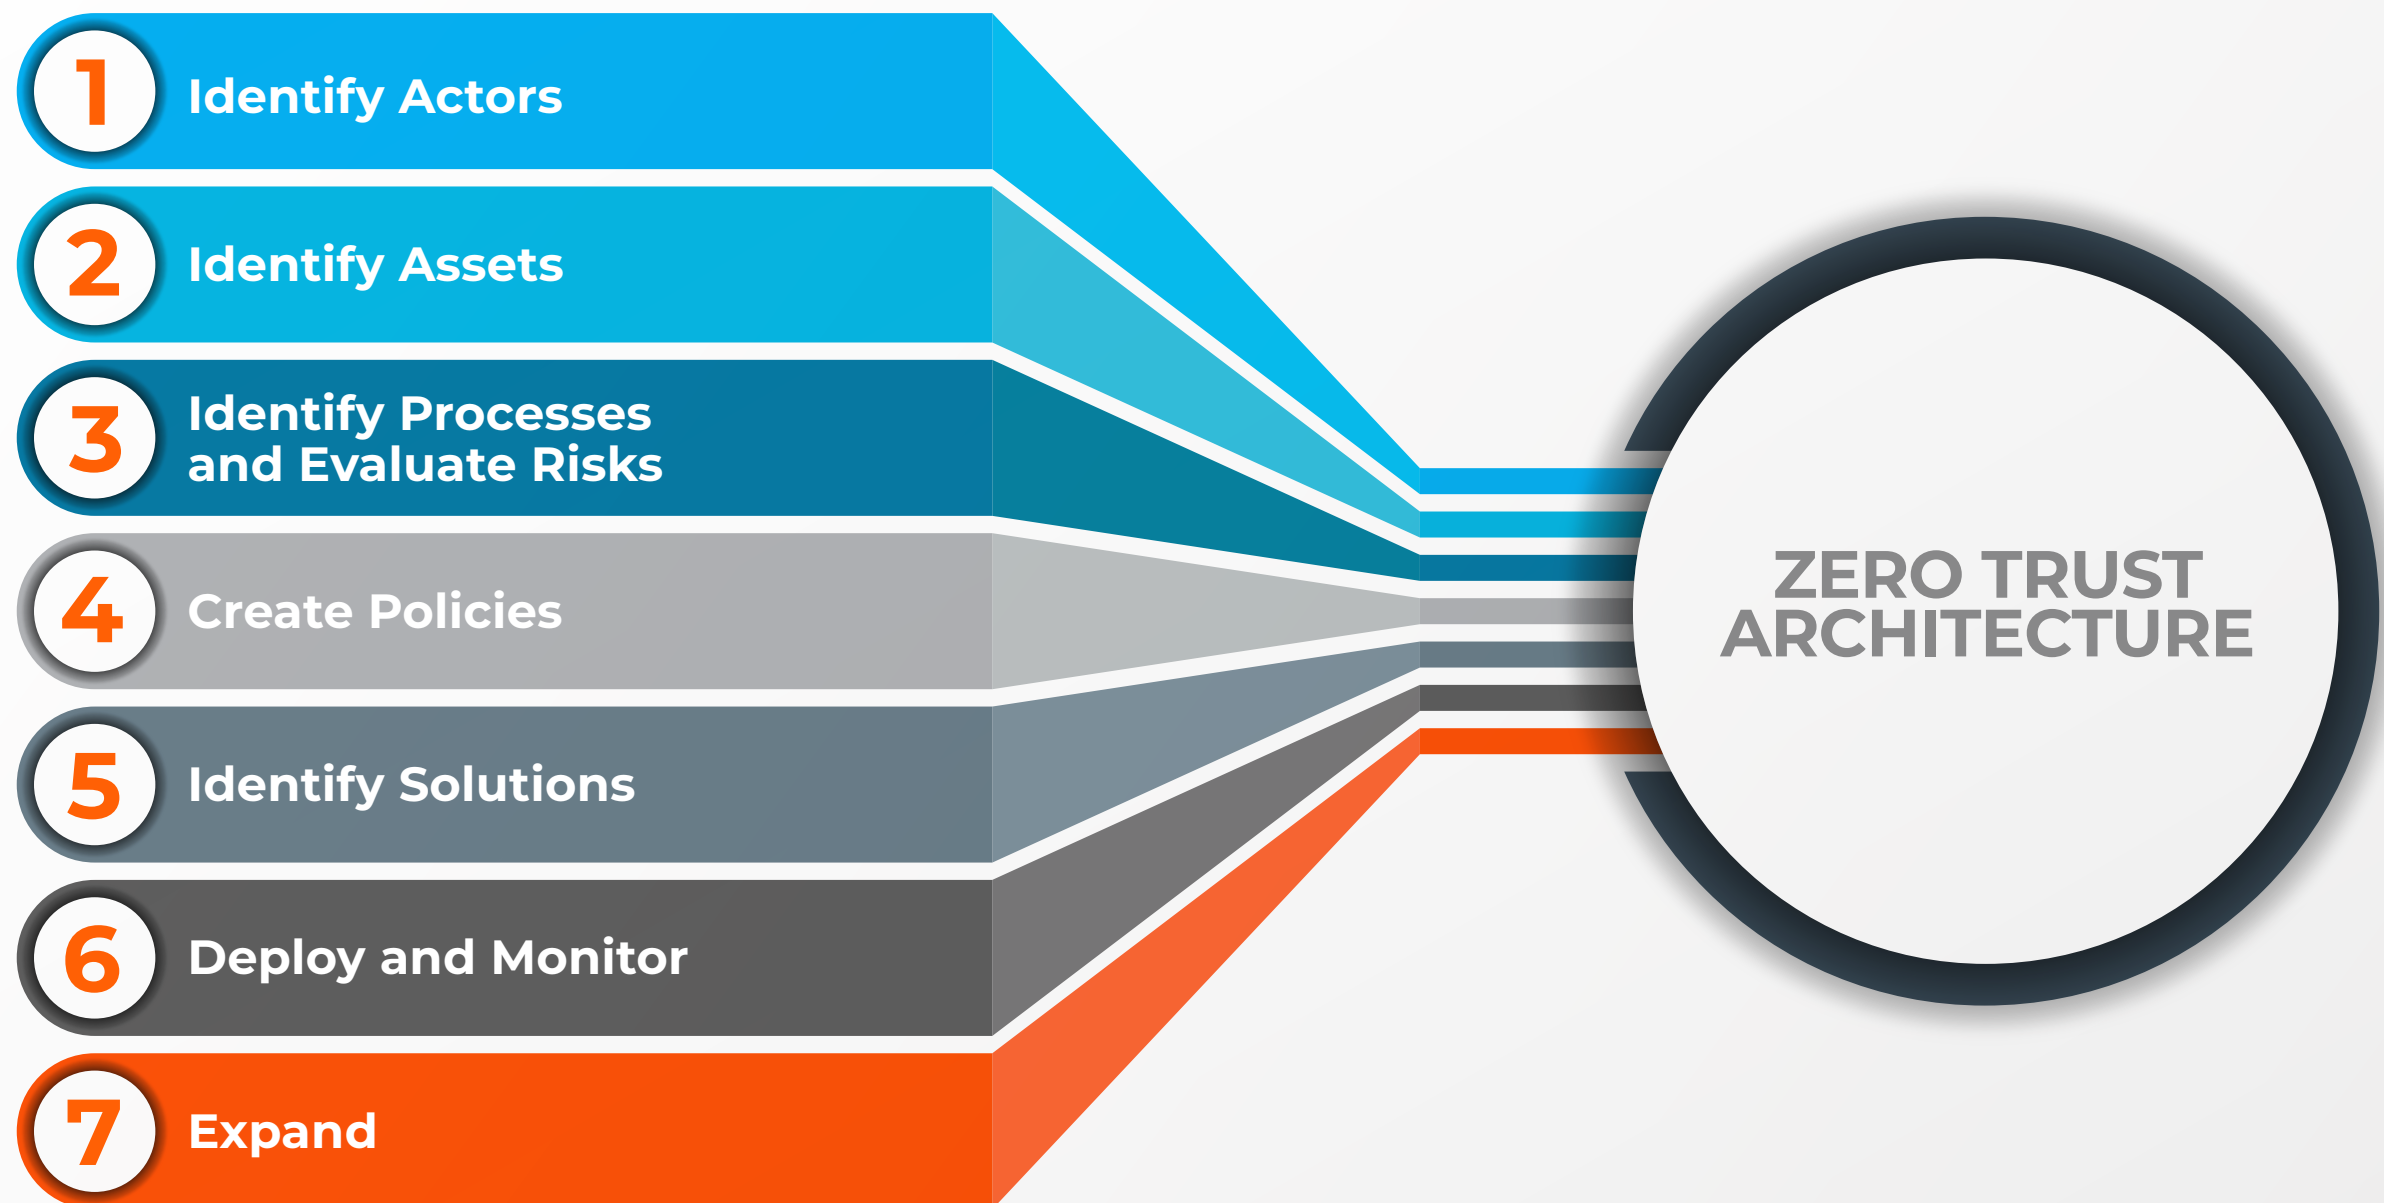 1
Identify Actors
2
Identify Assets
3
Identify Processes
and Evaluate Risks
4
Create Policies
5
Identify Solutions
6
Deploy and Monitor
7
Expand
ZERO TRUST
ARCHITECTURE